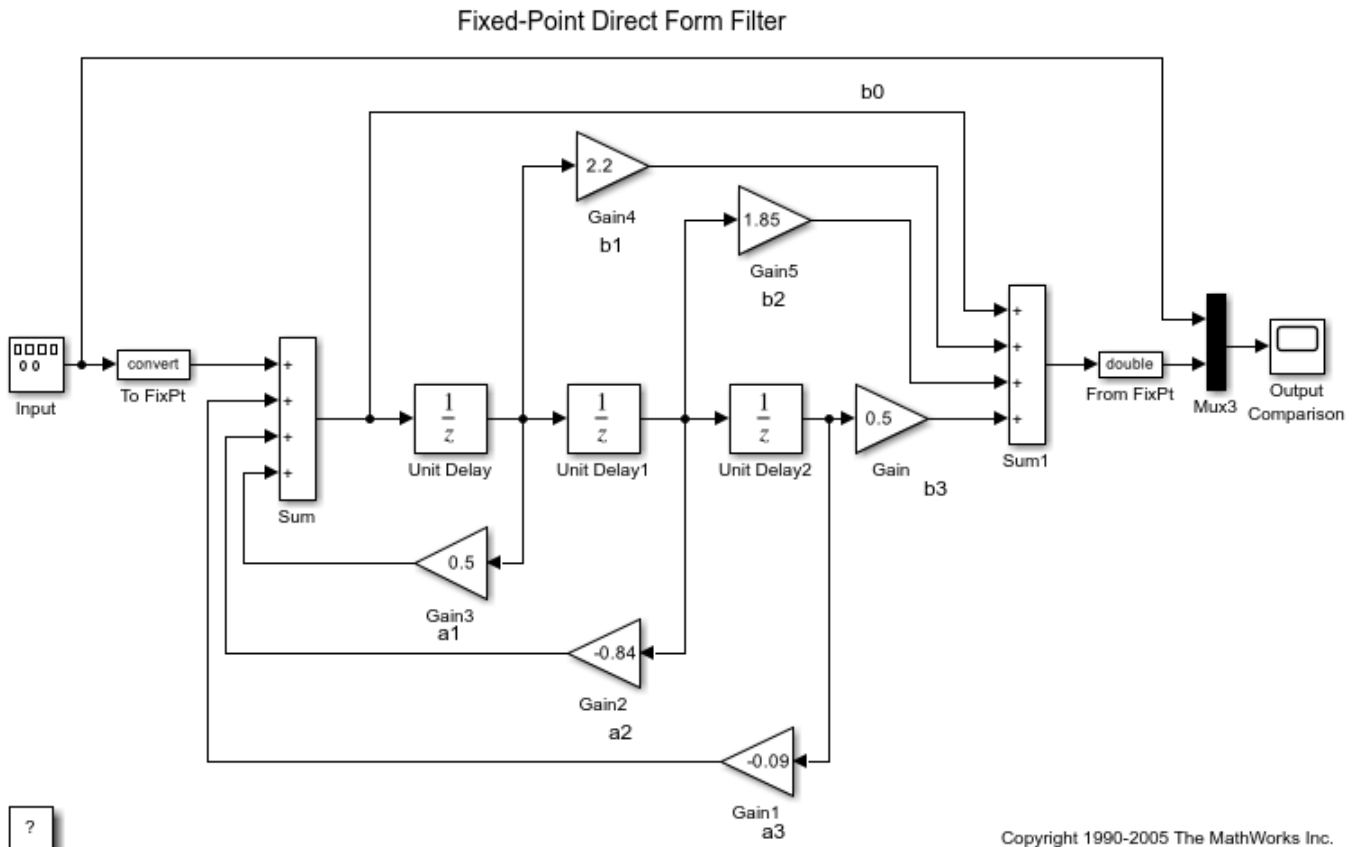 Fixed-Point Direct Form Filter
b0
2.2
Gain4
b1
1.85
Gain5
b2
Input
convert
To FixPt
+
+
+
+
Sum
1
z
Unit Delay
1
z
Unit Delay1
1
z
Unit Delay2
0.5
Gain
b3
+
+
+
+
Sum1
double
From FixPt
Mux3
Output
Comparison
0.5
Gain3
a1
-0.84
Gain2
a2
-0.09
Gain1
a3
?
Copyright 1990-2005 The MathWorks Inc.